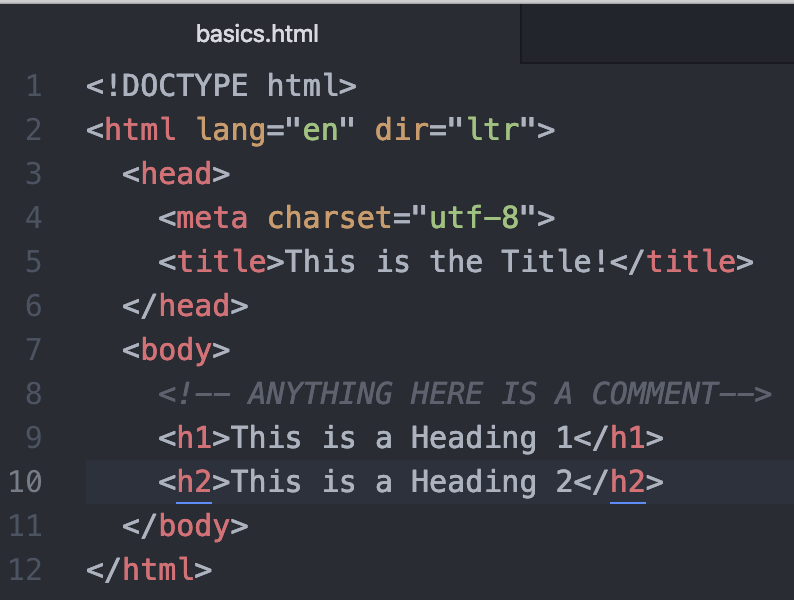 basics.html
1 <!DOCTYPE html>
2 <html lang="en" dir="ltr">
3   <head>
4     <meta charset="utf-8">
5     <title>This is the Title!</title>
6   </head>
7   <body>
8     <!-- ANYTHING HERE IS A COMMENT-->
9     <h1>This is a Heading 1</h1>
10     <h2>This is a Heading 2</h2>
11   </body>
12 </html>